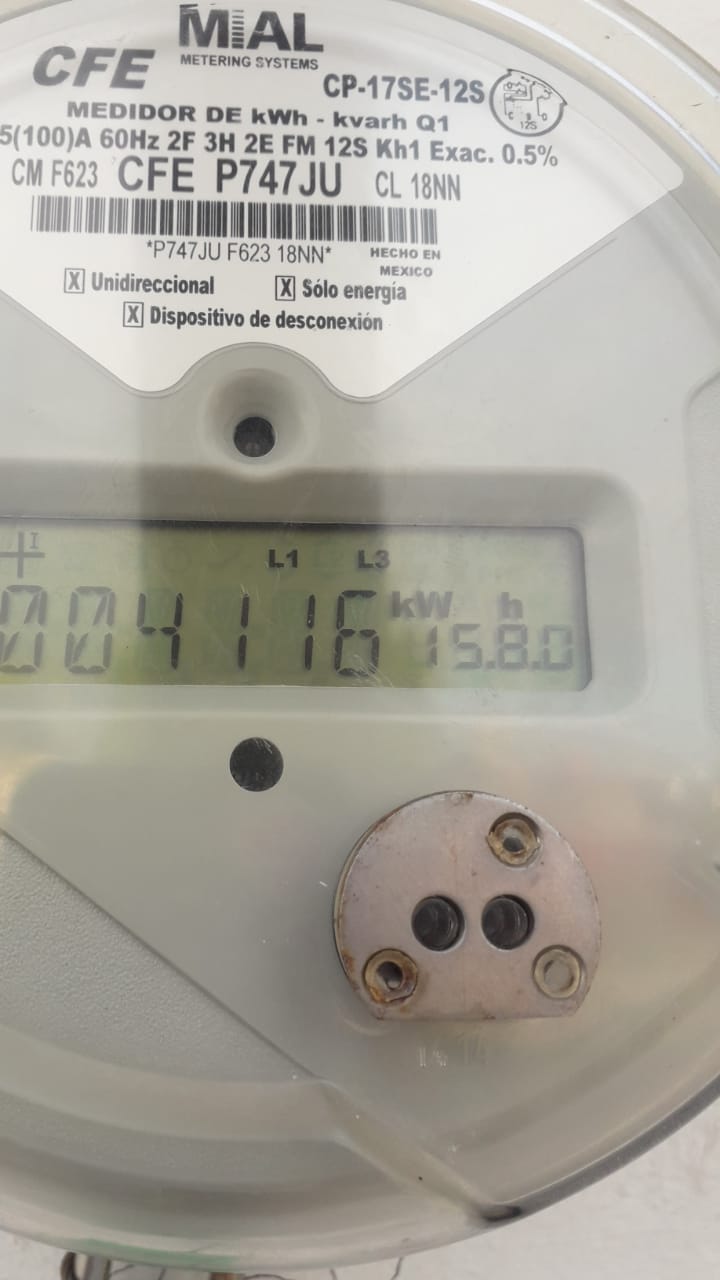 MIAL
METERING SYSTEMS
CFE
CP-17SE-12S
12S
MEDIDOR DE kWh - kvarh Q1
5(100)A 60Hz 2F 3H 2E FM 12S Kh1 Exac. 0.5%
CM F623 CFE P747JU CL 18NN
*P747JU F623 18NN*
HECHO EN
MEXICO
X Unidireccional X Sólo energía
X Dispositivo de desconexión
I L1 L3
004116 kW h 15.8.0